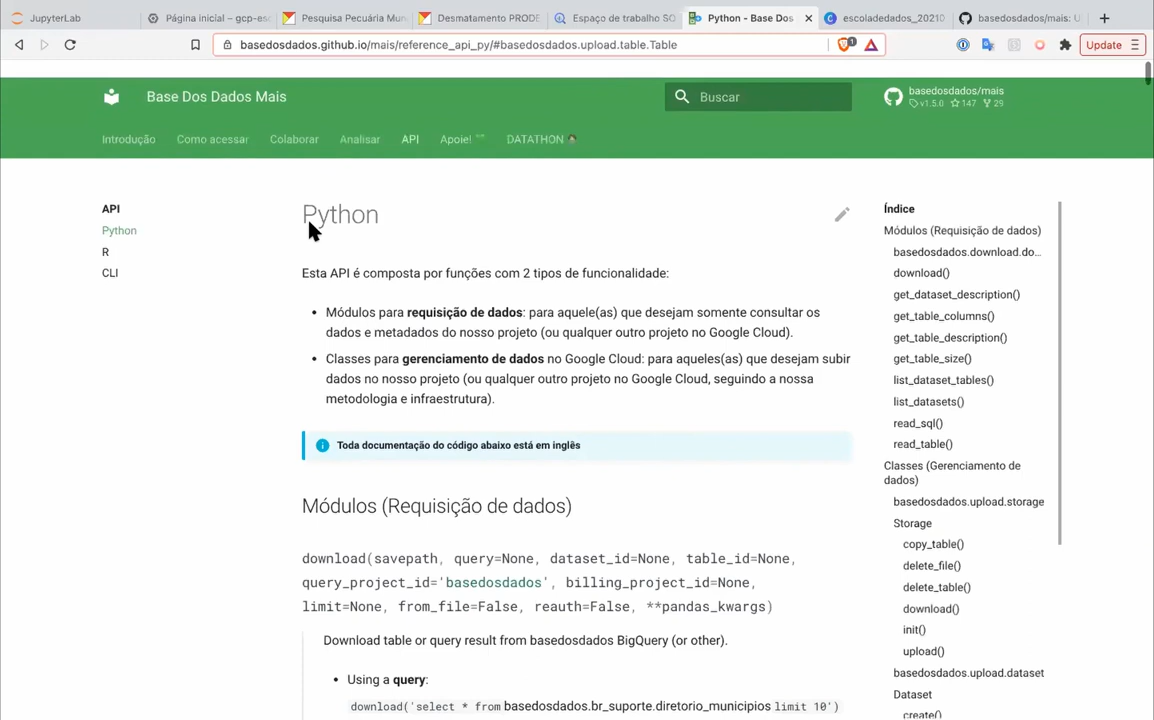 JupyterLab
Página inicial – gcp-es
Pesquisa Pecuária Mun
Desmatamento PRODE
Espaço de trabalho SQ
Python - Base Dos
escoladedados_2021
basedosdados/mais: U
basedosdados.github.io/mais/reference_api_py/#basedosdados.upload.table.Table
1
Update
Base Dos Dados Mais
Buscar
basedosdados/mais
v1.5.0 147 29
Introdução
Como acessar
Colaborar
Analisar
API
Apoie!
DATATHON
API
Python
R
CLI
Python
Esta API é composta por funções com 2 tipos de funcionalidade:
• Módulos para requisição de dados: para aquele(as) que desejam somente consultar os
dados e metadados do nosso projeto (ou qualquer outro projeto no Google Cloud).
• Classes para gerenciamento de dados no Google Cloud: para aqueles(as) que desejam subir
dados no nosso projeto (ou qualquer outro projeto no Google Cloud, seguindo a nossa
metodologia e infraestrutura).
Toda documentação do código abaixo está em inglês
Módulos (Requisição de dados)
download(savepath, query=None, dataset_id=None, table_id=None,
query_project_id='basedosdados', billing_project_id=None,
limit=None, from_file=False, reauth=False, **pandas_kwargs)
Download table or query result from basedosdados BigQuery (or other).
• Using a query:
download('select * from basedosdados.br_suporte.diretorio_municipios limit 10')
Índice
Módulos (Requisição de dados)
basedosdados.download.do...
download()
get_dataset_description()
get_table_columns()
get_table_description()
get_table_size()
list_dataset_tables()
list_datasets()
read_sql()
read_table()
Classes (Gerenciamento de
dados)
basedosdados.upload.storage
Storage
copy_table()
delete_file()
delete_table()
download()
init()
upload()
basedosdados.upload.dataset
Dataset
create()